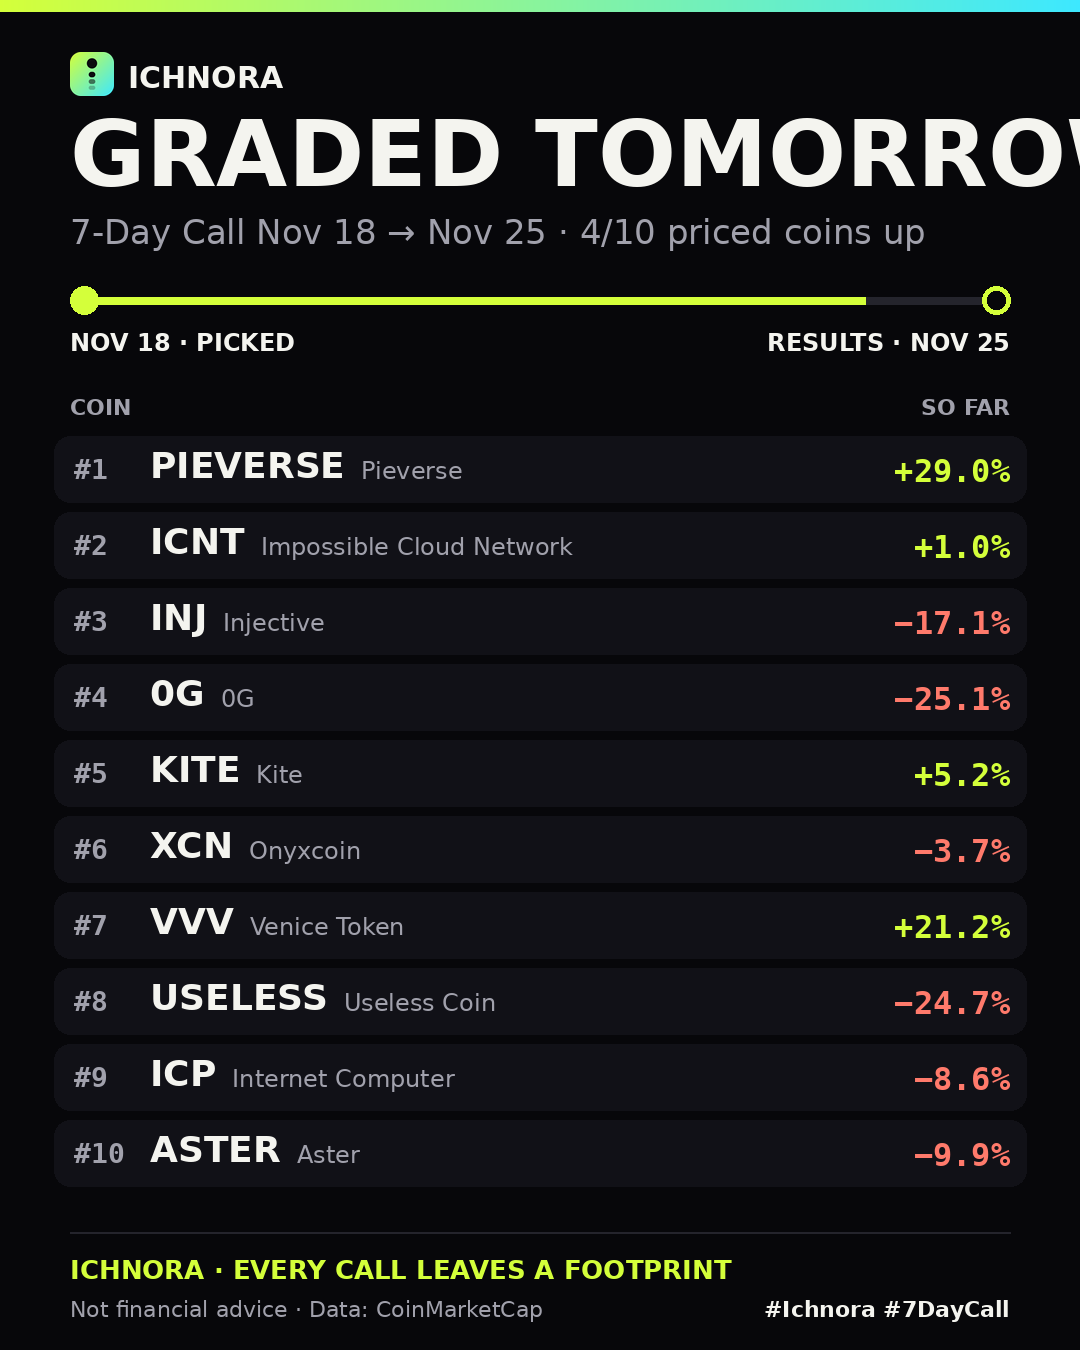 ICHNORA
GRADED TOMORROW
7-Day Call Nov 18 → Nov 25 · 4/10 priced coins up
NOV 18 · PICKED RESULTS · NOV 25
COIN SO FAR
#1 PIEVERSE Pieverse +29.0%
#2 ICNT Impossible Cloud Network +1.0%
#3 INJ Injective −17.1%
#4 0G 0G −25.1%
#5 KITE Kite +5.2%
#6 XCN Onyxcoin −3.7%
#7 VVV Venice Token +21.2%
#8 USELESS Useless Coin −24.7%
#9 ICP Internet Computer −8.6%
#10 ASTER Aster −9.9%
ICHNORA · EVERY CALL LEAVES A FOOTPRINT
Not financial advice · Data: CoinMarketCap #Ichnora #7DayCall